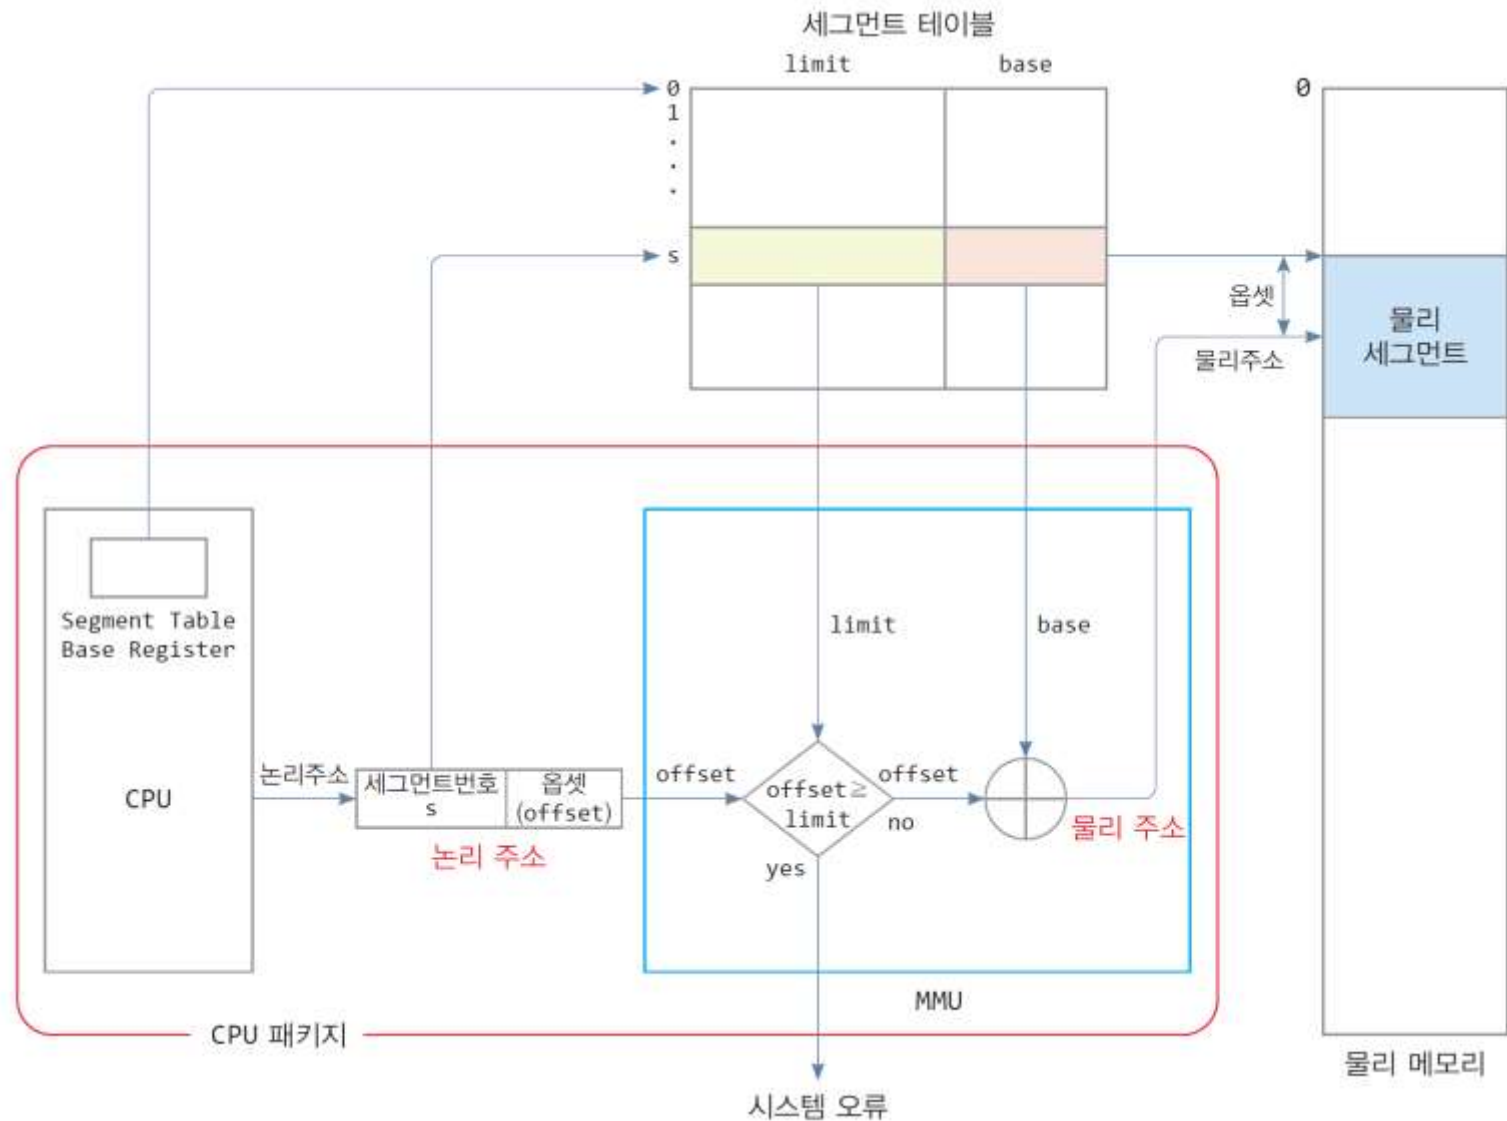 세그먼트 테이블
limit
base
0
1
.
.
.
s
0
옵셋
물리주소
물리
세그먼트
Segment Table
Base Register
CPU
논리주소
세그먼트번호
s
옵셋
(offset)
논리 주소
offset
limit
base
offset≧
limit
offset
no
yes
물리 주소
MMU
CPU 패키지
시스템 오류
물리 메모리